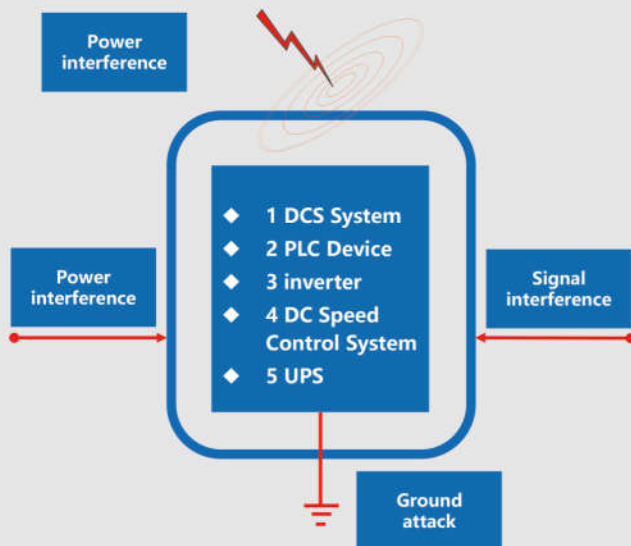 Power
interference
◆ 1 DCS System
◆ 2 PLC Device
◆ 3 inverter
◆ 4 DC Speed
Control System
◆ 5 UPS
Power
interference
Signal
interference
Ground
attack